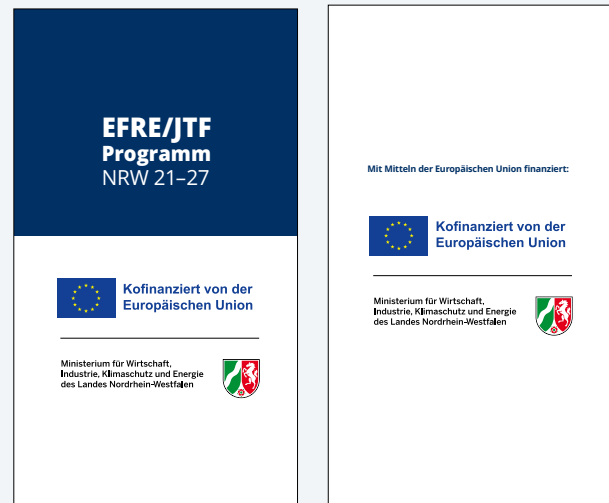 EFRE/JTF
Programm
NRW 21–27
Kofinanziert von der
Europäischen Union
Ministerium für Wirtschaft,
Industrie, Klimaschutz und Energie
des Landes Nordrhein-Westfalen
Mit Mitteln der Europäischen Union finanziert:
Kofinanziert von der
Europäischen Union
Ministerium für Wirtschaft,
Industrie, Klimaschutz und Energie
des Landes Nordrhein-Westfalen